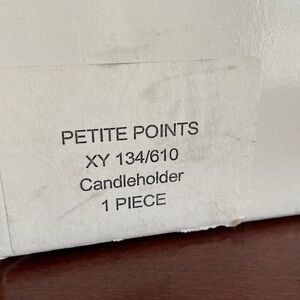 PETITE POINTS
XY 134/610
Candleholder
1 PIECE